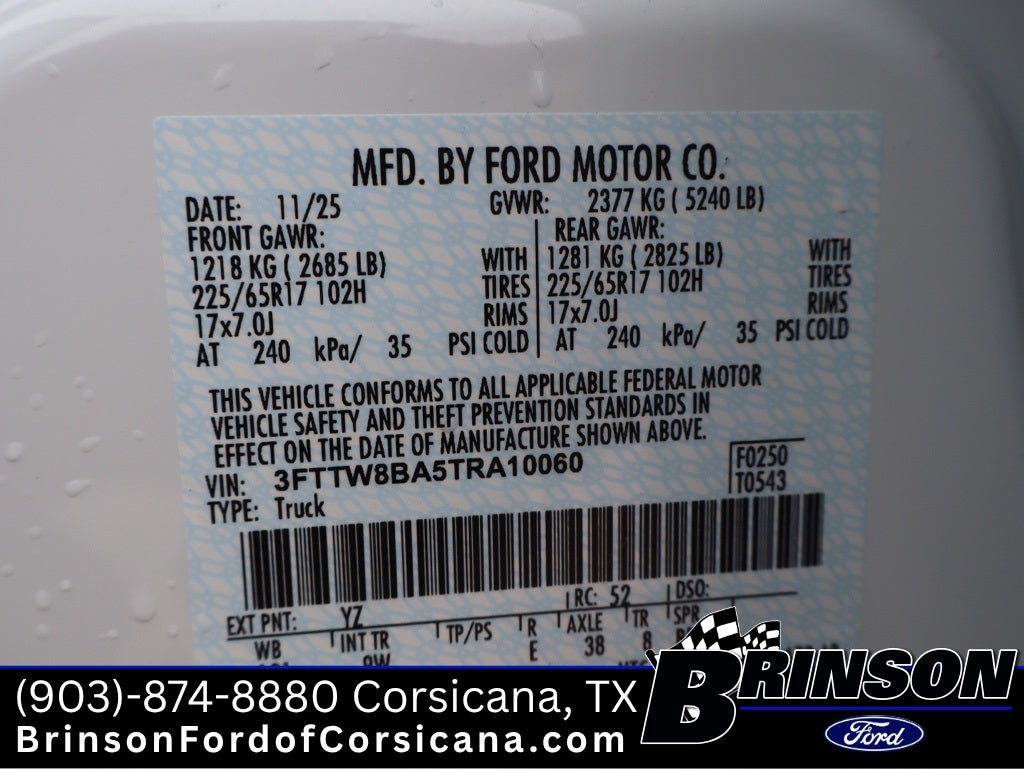 MFD. BY FORD MOTOR CO.
DATE: 11/25 GVWR: 2377 KG ( 5240 LB)
FRONT GAWR: REAR GAWR:
1218 KG ( 2685 LB) WITH 1281 KG ( 2825 LB) WITH
225/65R17 102H TIRES 225/65R17 102H TIRES
17x7.0J RIMS 17x7.0J RIMS
AT 240 kPa/ 35 PSI COLD AT 240 kPa/ 35 PSI COLD
THIS VEHICLE CONFORMS TO ALL APPLICABLE FEDERAL MOTOR
VEHICLE SAFETY AND THEFT PREVENTION STANDARDS IN
EFFECT ON THE DATE OF MANUFACTURE SHOWN ABOVE.
VIN: 3FTTW8BA5TRA10060 F0250
TYPE: Truck T0543
RC: 52 DSO:
EXT PNT: YZ
WB INT TR TP/PS R AXLE TR SPR
E 38 8
(903)-874-8880 Corsicana, TX
BrinsonFordofCorsicana.com
BRINSON
Ford